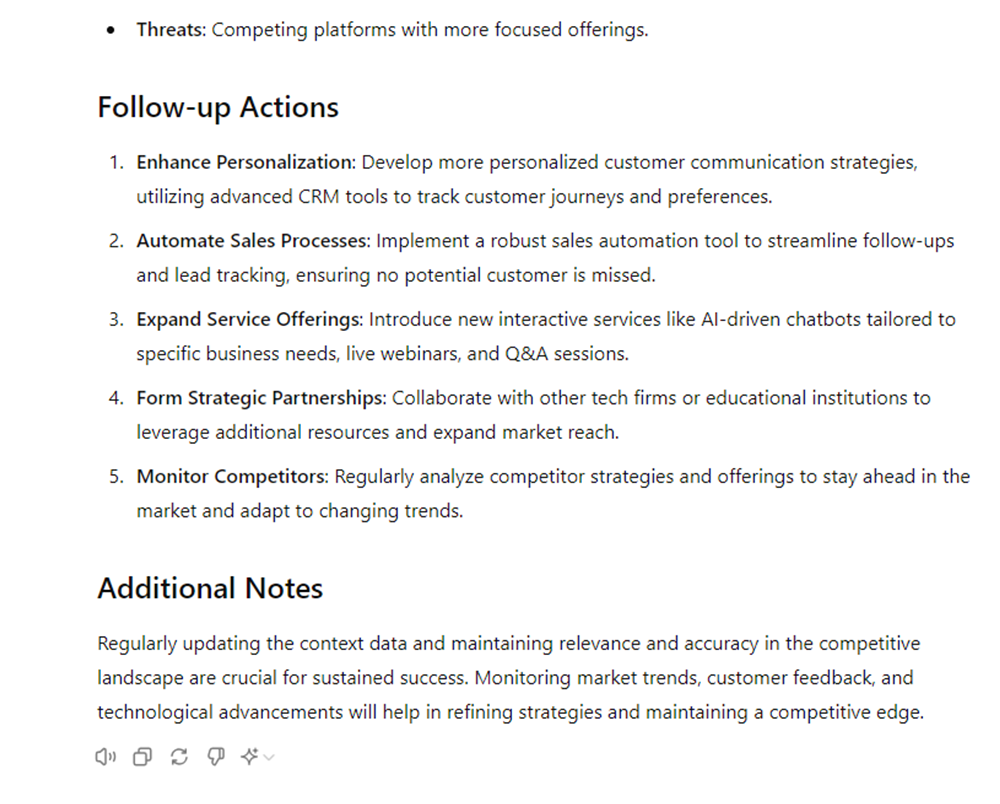 • Threats: Competing platforms with more focused offerings.
Follow-up Actions
1. Enhance Personalization: Develop more personalized customer communication strategies,
utilizing advanced CRM tools to track customer journeys and preferences.
2. Automate Sales Processes: Implement a robust sales automation tool to streamline follow-ups
and lead tracking, ensuring no potential customer is missed.
3. Expand Service Offerings: Introduce new interactive services like AI-driven chatbots tailored to
specific business needs, live webinars, and Q&A sessions.
4. Form Strategic Partnerships: Collaborate with other tech firms or educational institutions to
leverage additional resources and expand market reach.
5. Monitor Competitors: Regularly analyze competitor strategies and offerings to stay ahead in the
market and adapt to changing trends.
Additional Notes
Regularly updating the context data and maintaining relevance and accuracy in the competitive
landscape are crucial for sustained success. Monitoring market trends, customer feedback, and
technological advancements will help in refining strategies and maintaining a competitive edge.